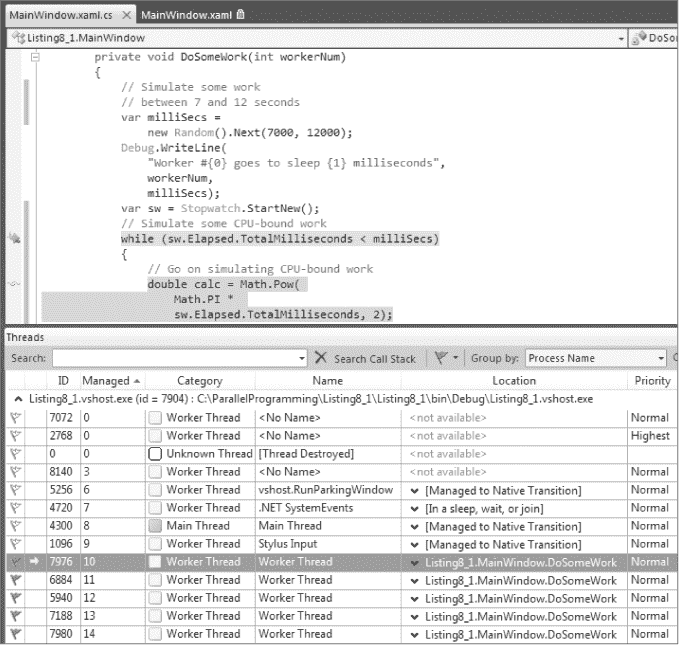 MainWindow.xaml.cs MainWindow.xaml
Listing8_1.MainWindow DoSom
private void DoSomeWork(int workerNum)
{
// Simulate some work
// between 7 and 12 seconds
var milliSecs =
new Random().Next(7000, 12000);
Debug.WriteLine(
"Worker #{0} goes to sleep {1} milliseconds",
workerNum,
milliSecs);
var sw = Stopwatch.StartNew();
// Simulate some CPU-bound work
while (sw.Elapsed.TotalMilliseconds < milliSecs)
{
// Go on simulating CPU-bound work
double calc = Math.Pow(
Math.PI *
sw.Elapsed.TotalMilliseconds, 2);
Threads
Search: Search Call Stack Group by: Process Name C
ID Managed Category Name Location Priority
Listing8_1.vshost.exe (id = 7904) : C:\ParallelProgramming\Listing8_1\Listing8_1\bin\Debug\Listing8_1.vshost.exe
7072 0 Worker Thread <No Name> <not available> Normal
2768 0 Worker Thread <No Name> <not available> Highest
0 0 Unknown Thread [Thread Destroyed] <not available>
8140 3 Worker Thread <No Name> <not available> Normal
5256 6 Worker Thread vshost.RunParkingWindow [Managed to Native Transition] Normal
4720 7 Worker Thread .NET SystemEvents [In a sleep, wait, or join] Normal
4300 8 Main Thread Main Thread [Managed to Native Transition] Normal
1096 9 Worker Thread Stylus Input [Managed to Native Transition] Normal
7976 10 Worker Thread Worker Thread Listing8_1.MainWindow.DoSomeWork Normal
6884 11 Worker Thread Worker Thread Listing8_1.MainWindow.DoSomeWork Normal
5940 12 Worker Thread Worker Thread Listing8_1.MainWindow.DoSomeWork Normal
7188 13 Worker Thread Worker Thread Listing8_1.MainWindow.DoSomeWork Normal
7980 14 Worker Thread Worker Thread Listing8_1.MainWindow.DoSomeWork Normal